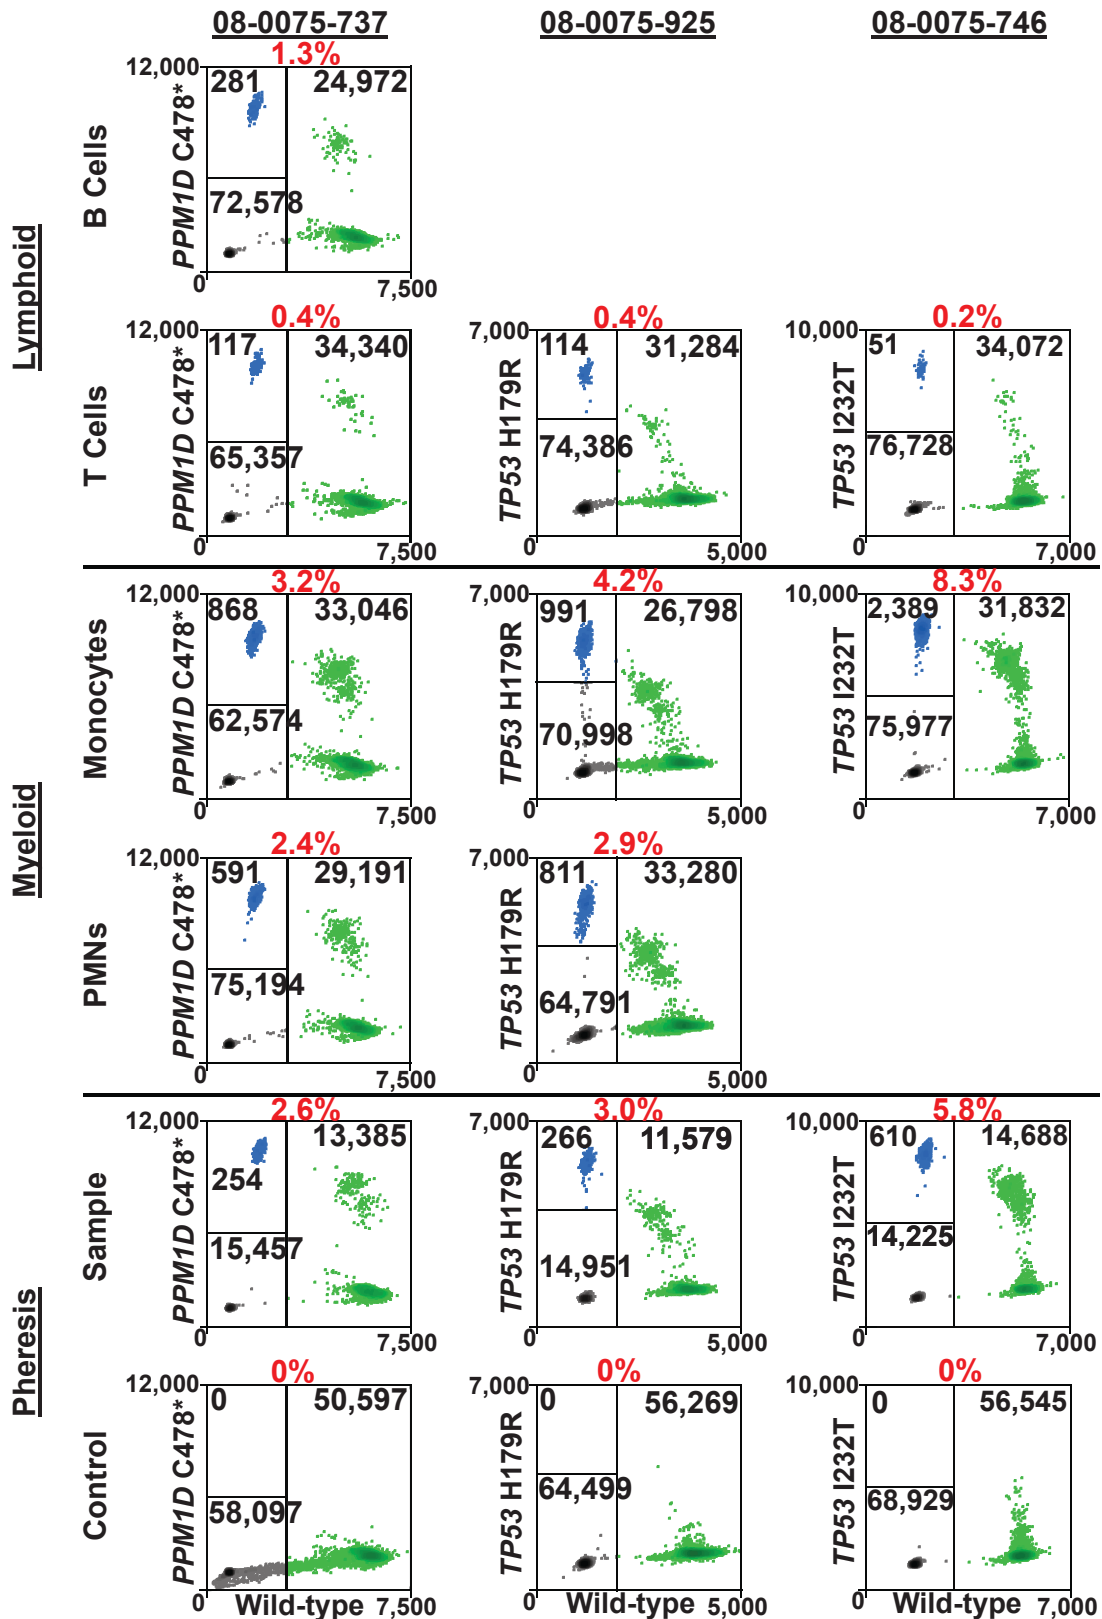 08-0075-737 08-0075-925 08-0075-746
Lymphoid
B Cells
1.3%
12,000
281 24,972
PPM1D C478*
72,578
0 7,500
T Cells
0.4%
12,000
117 34,340
PPM1D C478*
65,357
0 7,500
0.4%
7,000
114 31,284
TP53 H179R
74,386
0 5,000
0.2%
10,000
51 34,072
TP53 I232T
76,728
0 7,000
Myeloid
Monocytes
3.2%
12,000
868 33,046
PPM1D C478*
62,574
0 7,500
4.2%
7,000
991 26,798
TP53 H179R
70,998
0 5,000
8.3%
10,000
2,389 31,832
TP53 I232T
75,977
0 7,000
PMNs
2.4%
12,000
591 29,191
PPM1D C478*
75,194
0 7,500
2.9%
7,000
811 33,280
TP53 H179R
64,791
0 5,000
Pheresis
Sample
2.6%
12,000
254 13,385
PPM1D C478*
15,457
0 7,500
3.0%
7,000
266 11,579
TP53 H179R
14,951
0 5,000
5.8%
10,000
610 14,688
TP53 I232T
14,225
0 7,000
Control
0%
12,000
0 50,597
PPM1D C478*
58,097
0 Wild-type 7,500
0%
7,000
0 56,269
TP53 H179R
64,499
0 Wild-type 5,000
0%
10,000
0 56,545
TP53 I232T
68,929
0 Wild-type 7,000